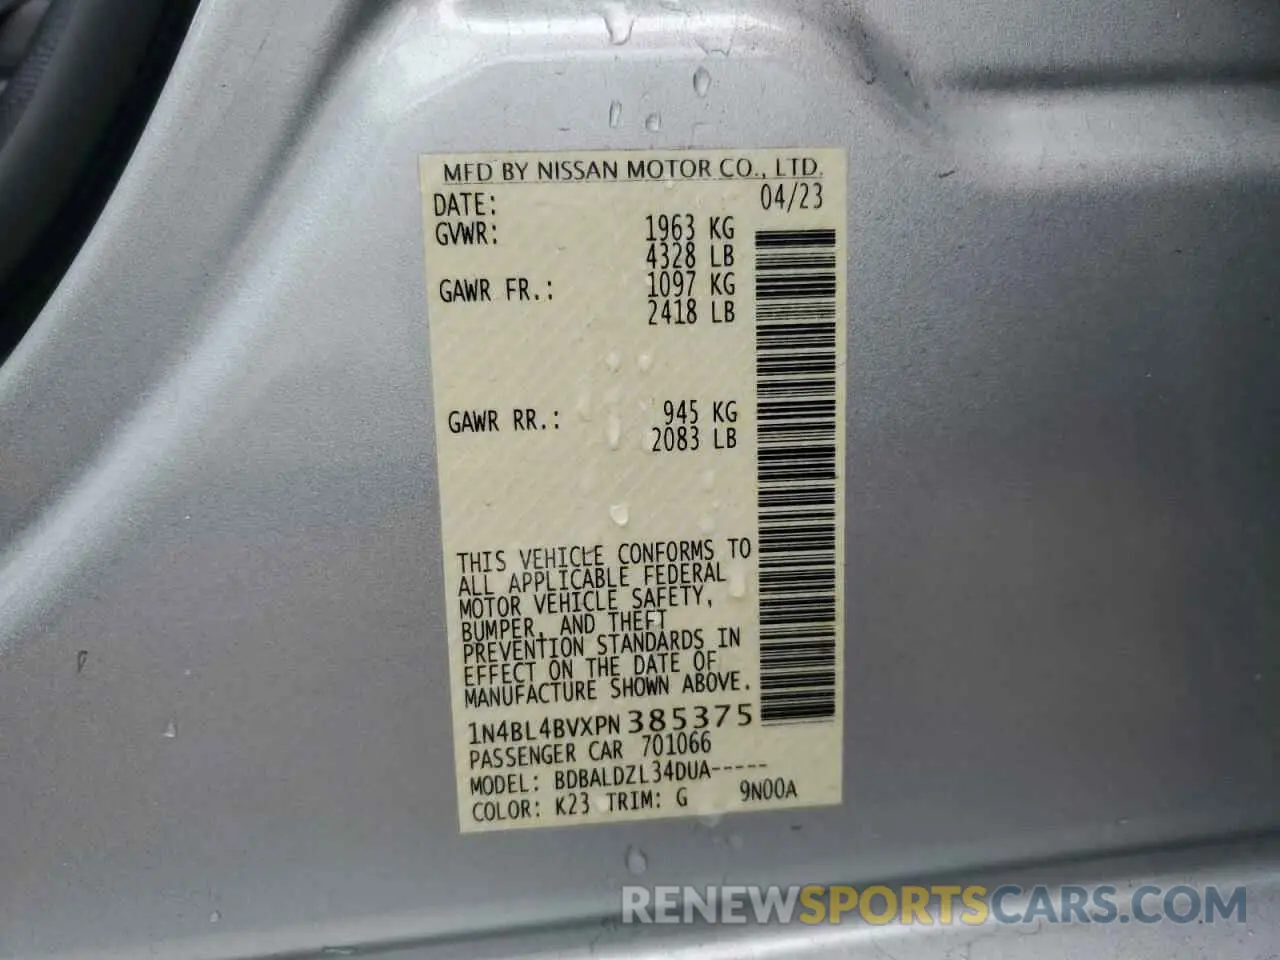 MFD BY NISSAN MOTOR CO., LTD.
DATE: 04/23
GVWR: 1963 KG
4328 LB
GAWR FR.: 1097 KG
2418 LB
GAWR RR.: 945 KG
2083 LB
THIS VEHICLE CONFORMS TO
ALL APPLICABLE FEDERAL
MOTOR VEHICLE SAFETY,
BUMPER, AND THEFT
PREVENTION STANDARDS IN
EFFECT ON THE DATE OF
MANUFACTURE SHOWN ABOVE.
1N4BL4BVXPN385375
PASSENGER CAR 701066
MODEL: BDBALDZL34DUA-----
COLOR: K23 TRIM: G 9N00A
RENEWSPORTSCARS.COM